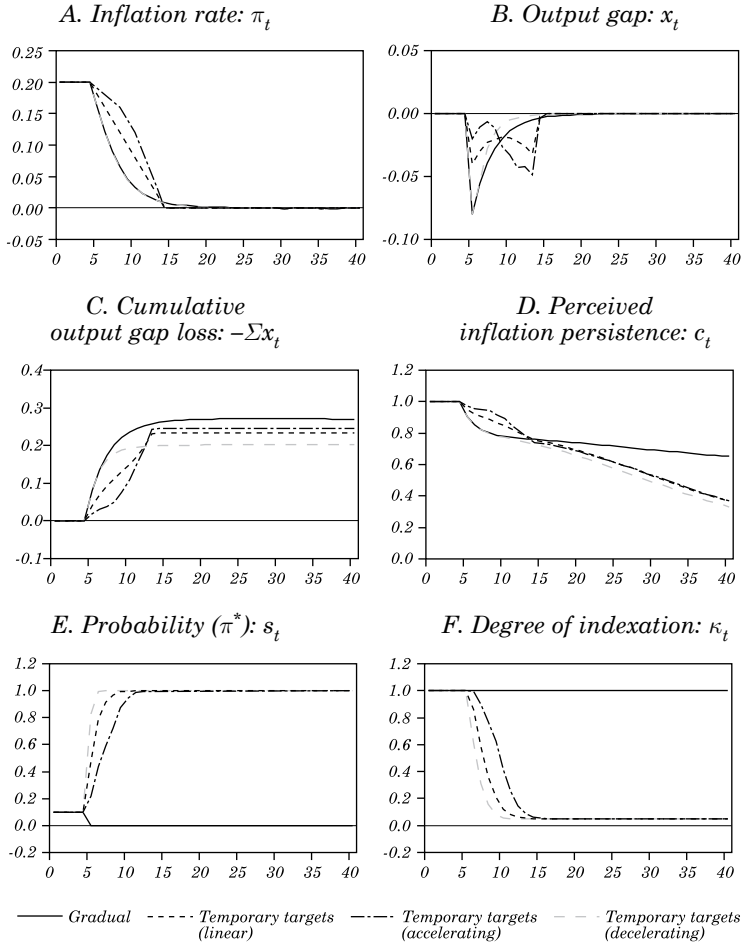 A. Inflation rate: πt
B. Output gap: xt
0.25
0.20
0.15
0.10
0.05
0.00
-0.05
0 5 10 15 20 25 30 35 40
0.05
0.00
-0.05
-0.10
0 5 10 15 20 25 30 35 40
C. Cumulative
output gap loss: –Σxt
D. Perceived
inflation persistence: ct
0.4
0.3
0.2
0.0
-0.1
0 5 10 15 20 25 30 35 40
1.2
1.0
0.8
0.6
0.4
0.2
0.0
0 5 10 15 20 25 30 35 40
E. Probability (π*): st
F. Degree of indexation: κt
1.2
1.0
0.8
0.6
0.4
0.2
0.0
-0.2
0 5 10 15 20 25 30 35 40
1.2
1.0
0.8
0.6
0.4
0.2
0.0
-0.2
0 5 10 15 20 25 30 35 40
Gradual
Temporary targets
(linear)
Temporary targets
(accelerating)
Temporary targets
(decelerating)